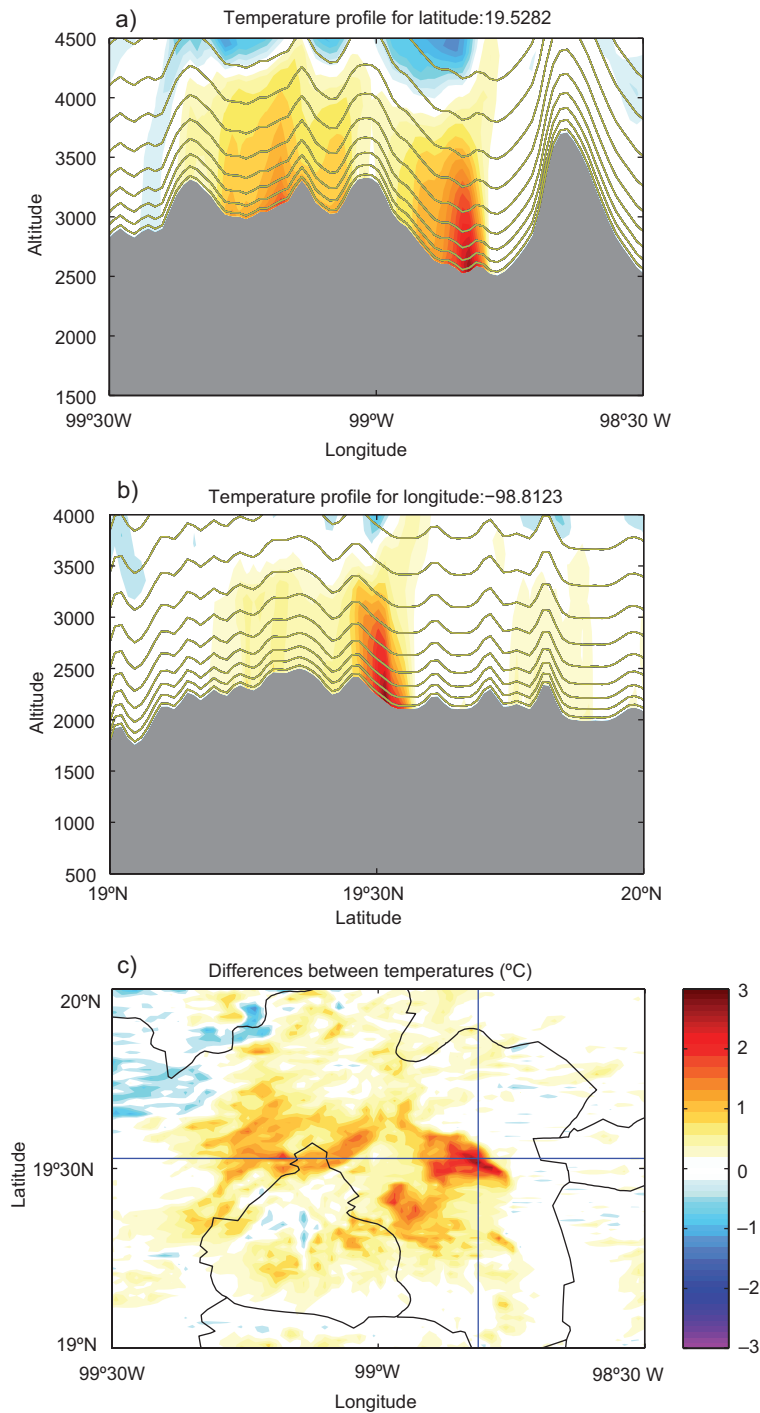 a)
Temperature profile for latitude:19.5282
4500
4000
3500
3000
2500
2000
1500
Altitude
99º30 W
99ºW
98º30 W
Longitude
b)
Temperature profile for longitude:−98.8123
4000
3500
3000
2500
2000
1500
1000
500
Altitude
19ºN
19º30N
20ºN
Latitude
c)
Differences between temperatures (ºC)
20ºN
19º30N
19ºN
Latitude
99º30 W
99ºW
98º30 W
Longitude
3
2
1
0
−1
−2
−3